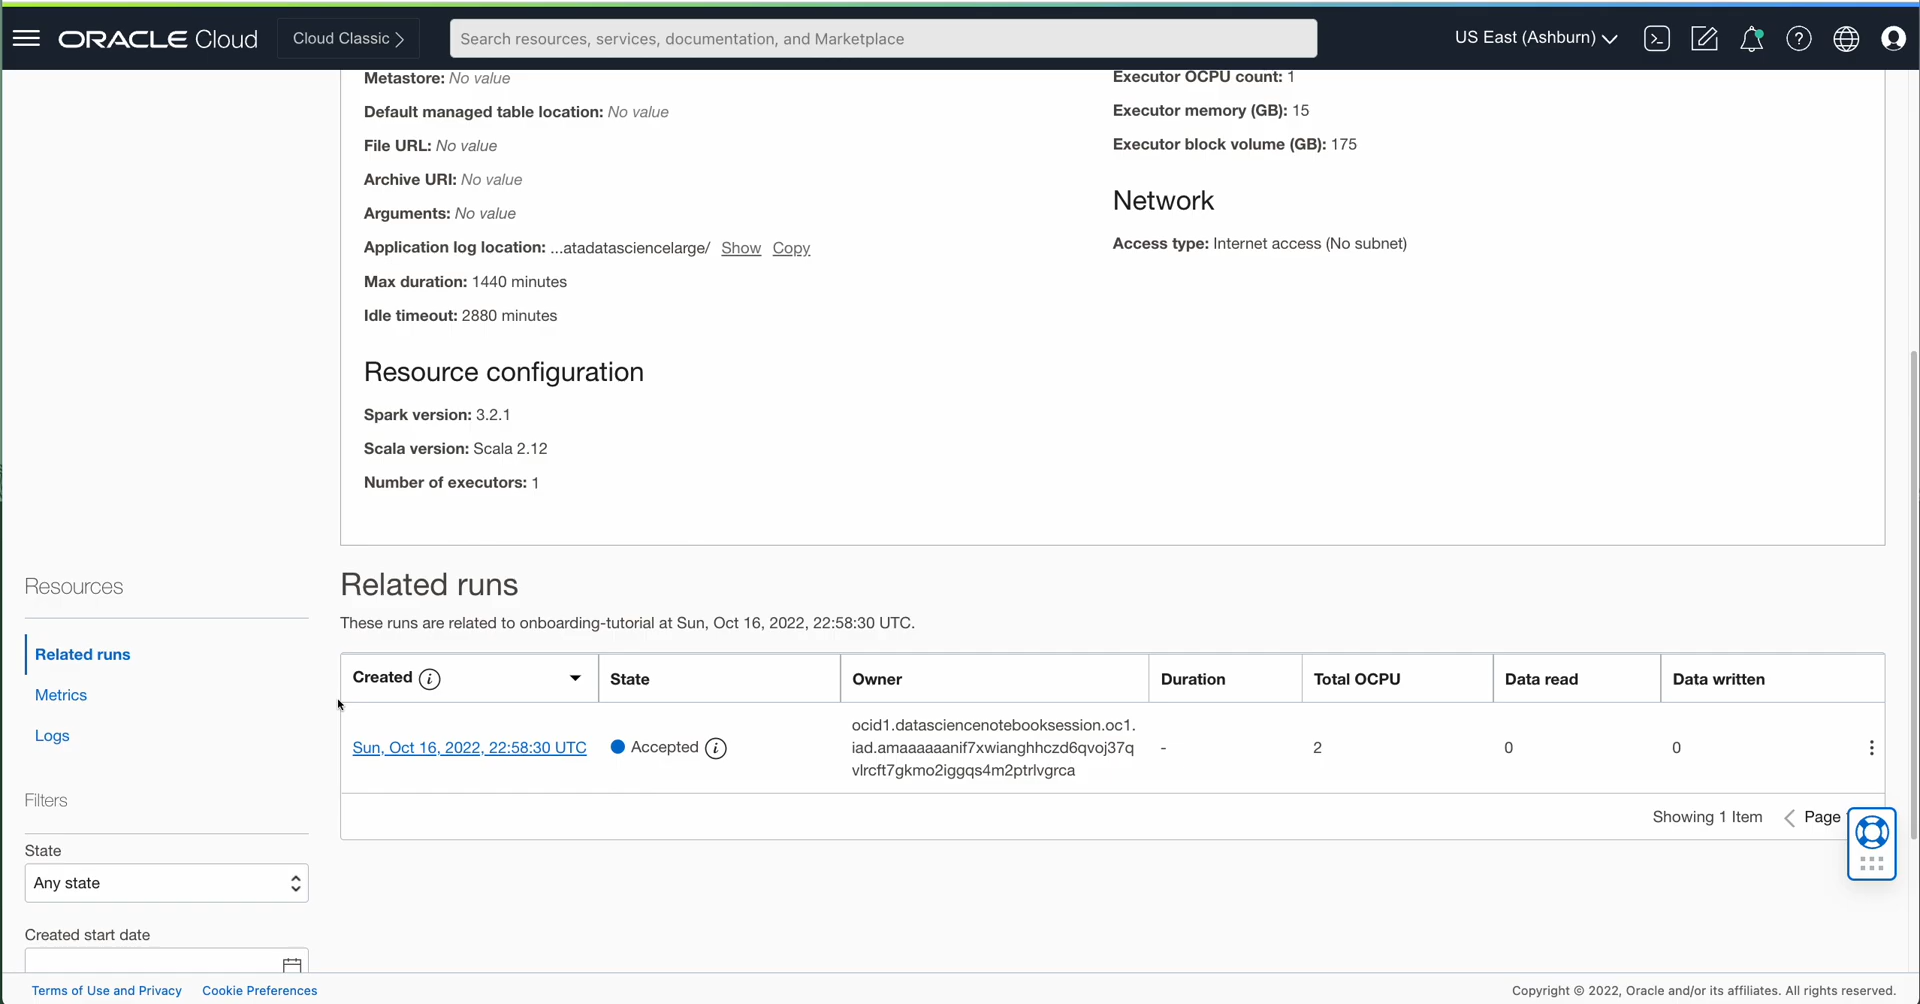 ORACLE Cloud
Cloud Classic
Search resources, services, documentation, and Marketplace
US East (Ashburn)
Metastore: No value
Default managed table location: No value
File URL: No value
Archive URI: No value
Arguments: No value
Application log location: ...atadatasciencelarge/ Show Copy
Max duration: 1440 minutes
Idle timeout: 2880 minutes
Resource configuration
Spark version: 3.2.1
Scala version: Scala 2.12
Number of executors: 1
Executor OCPU count: 1
Executor memory (GB): 15
Executor block volume (GB): 175
Network
Access type: Internet access (No subnet)
Resources
Related runs
Metrics
Logs
Filters
State
Any state
Created start date
Related runs
These runs are related to onboarding-tutorial at Sun, Oct 16, 2022, 22:58:30 UTC.
Created State Owner Duration Total OCPU Data read Data written
Sun, Oct 16, 2022, 22:58:30 UTC Accepted ocid1.datasciencenotebooksession.oc1.
iad.amaaaaaanif7xwianghhczd6qvoj37q
vlrcft7gkmo2iggqs4m2ptrlvgrca
- 2 0 0
Showing 1 Item Page
Terms of Use and Privacy Cookie Preferences
Copyright © 2022, Oracle and/or its affiliates. All rights reserved.